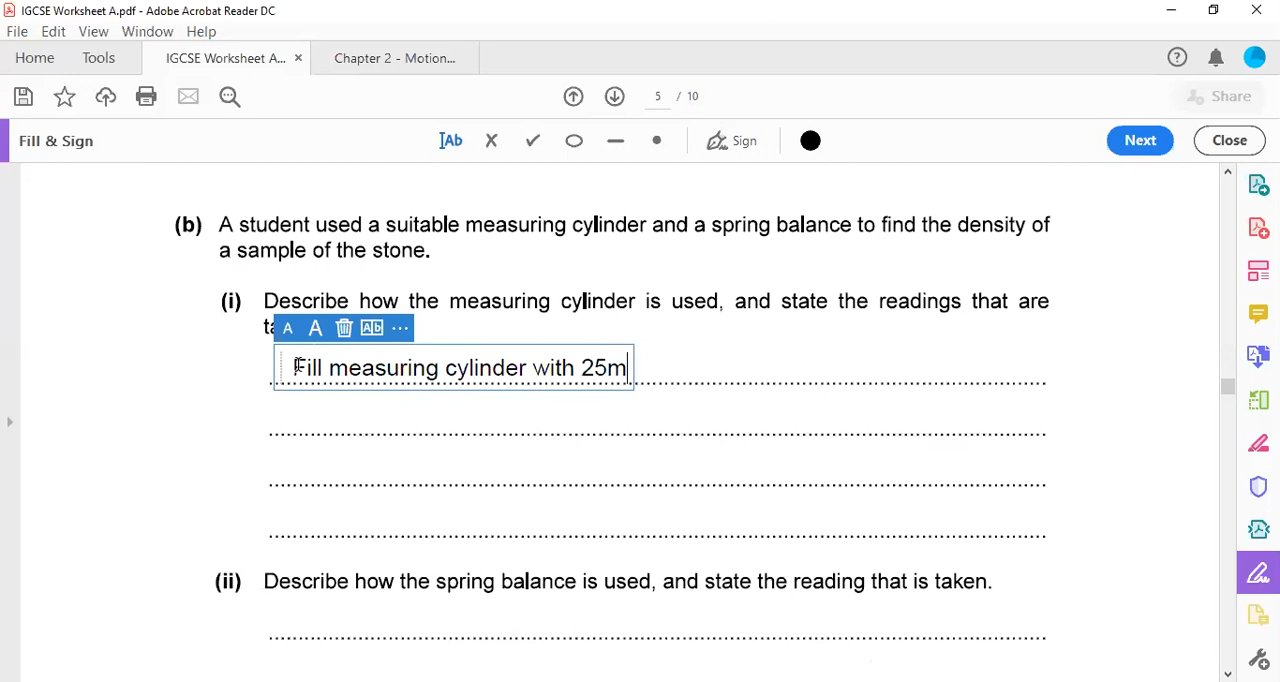 IGCSE Worksheet A.pdf - Adobe Acrobat Reader DC
File Edit View Window Help
Home Tools IGCSE Worksheet A... × Chapter 2 - Motion...
5 / 10 Share
Fill & Sign Ab Sign Next Close
(b) A student used a suitable measuring cylinder and a spring balance to find the density of
a sample of the stone.
(i) Describe how the measuring cylinder is used, and state the readings that are
A A Ab ...
Fill measuring cylinder with 25m
(ii) Describe how the spring balance is used, and state the reading that is taken.